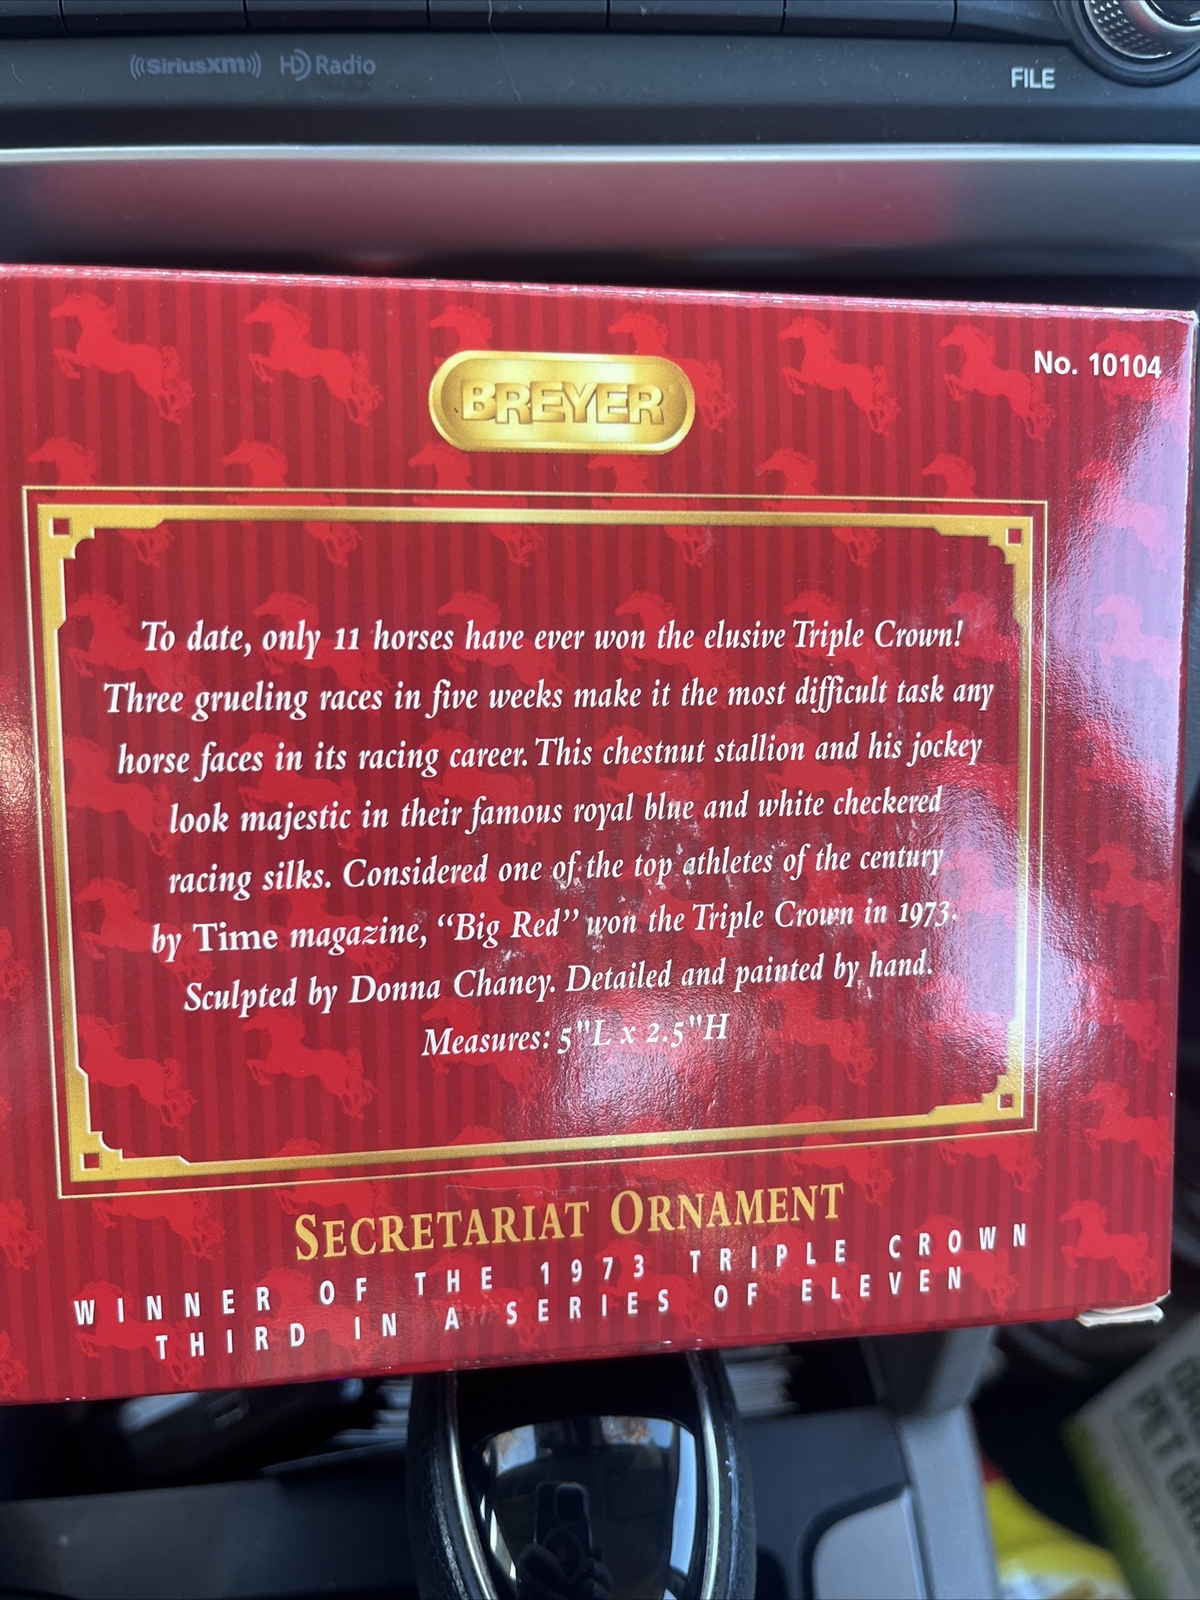 ((SiriusXM)) HD Radio
FILE
No. 10104
BREYER
To date, only 11 horses have ever won the elusive Triple Crown!
Three grueling races in five weeks make it the most difficult task any
horse faces in its racing career. This chestnut stallion and his jockey
look majestic in their famous royal blue and white checkered
racing silks. Considered one of the top athletes of the century
by Time magazine, “Big Red” won the Triple Crown in 1973.
Sculpted by Donna Chaney. Detailed and painted by hand.
Measures: 5"L x 2.5"H
SECRETARIAT ORNAMENT
WINNER OF THE 1973 TRIPLE CROWN
THIRD IN A SERIES OF ELEVEN
PET